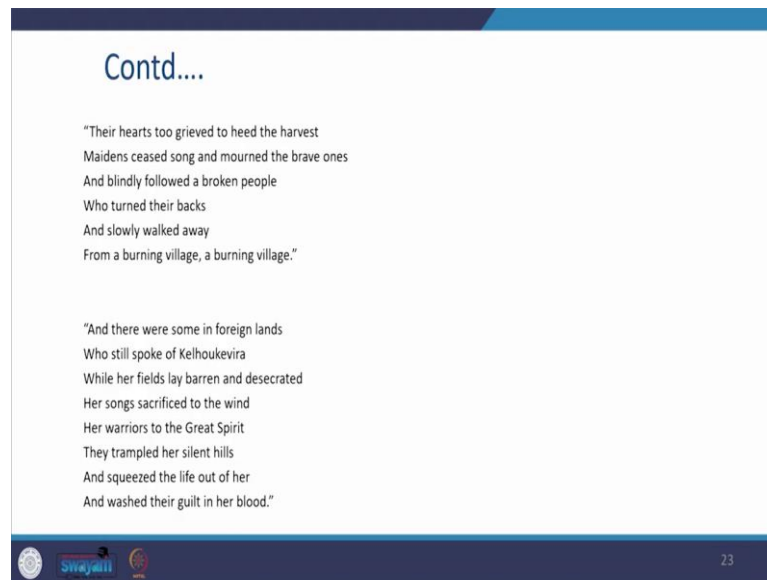 Contd....
“Their hearts too grieved to heed the harvest
Maidens ceased song and mourned the brave ones
And blindly followed a broken people
Who turned their backs
And slowly walked away
From a burning village, a burning village.”
“And there were some in foreign lands
Who still spoke of Kelhoukevira
While her fields lay barren and desecrated
Her songs sacrificed to the wind
Her warriors to the Great Spirit
They trampled her silent hills
And squeezed the life out of her
And washed their guilt in her blood.”
swayam
23